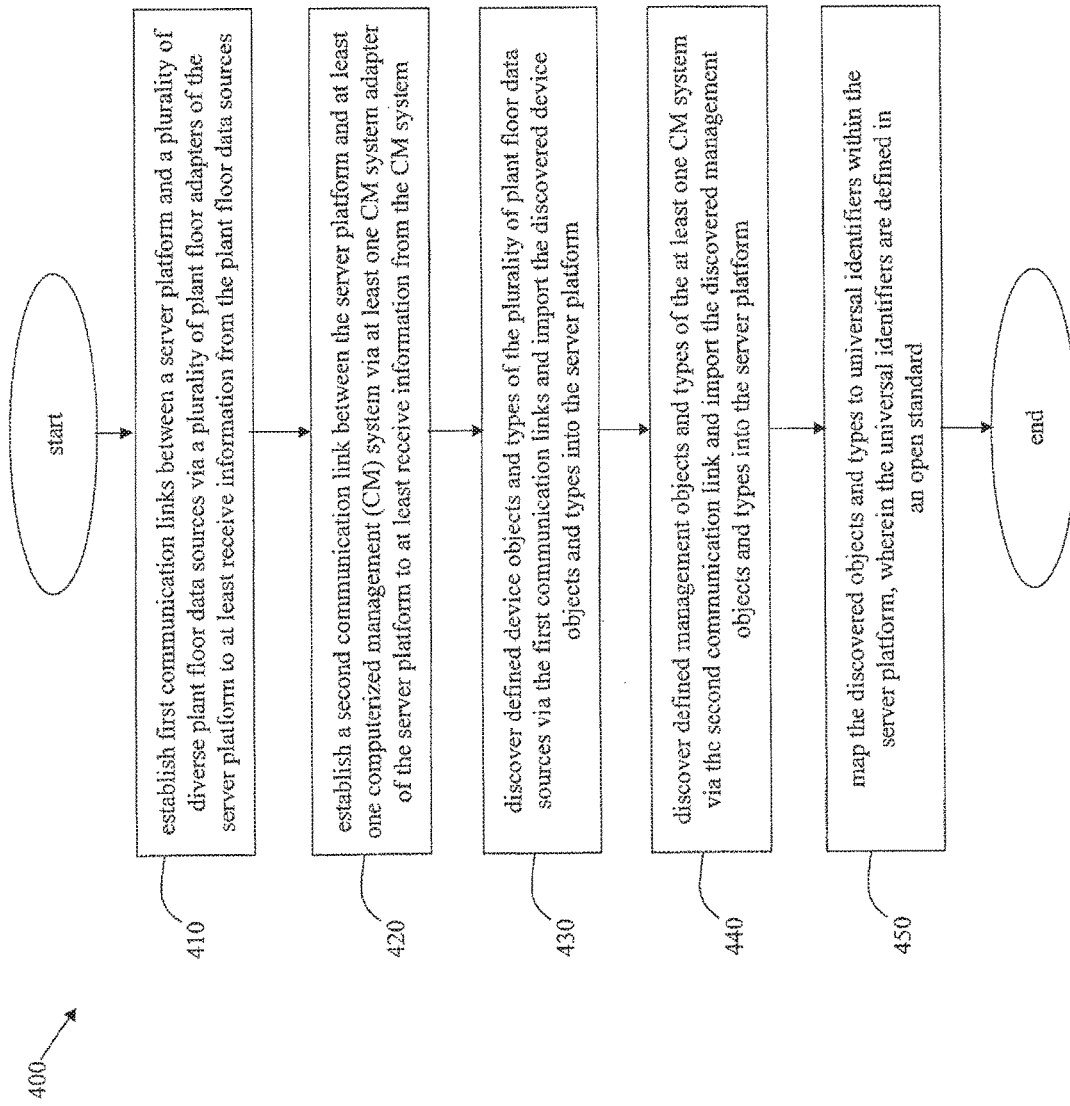 400
start
410
establish first communication links between a server platform and a plurality of
diverse plant floor data sources via a plurality of plant floor adapters of the
server platform to at least receive information from the plant floor data sources
420
establish a second communication link between the server platform and at least
one computerized management (CM) system via at least one CM system adapter
of the server platform to at least receive information from the CM system
430
discover defined device objects and types of the plurality of plant floor data
sources via the first communication links and import the discovered device
objects and types into the server platform
440
discover defined management objects and types of the at least one CM system
via the second communication link and import the discovered management
objects and types into the server platform
450
map the discovered objects and types to universal identifiers within the
server platform, wherein the universal identifiers are defined in
an open standard
end